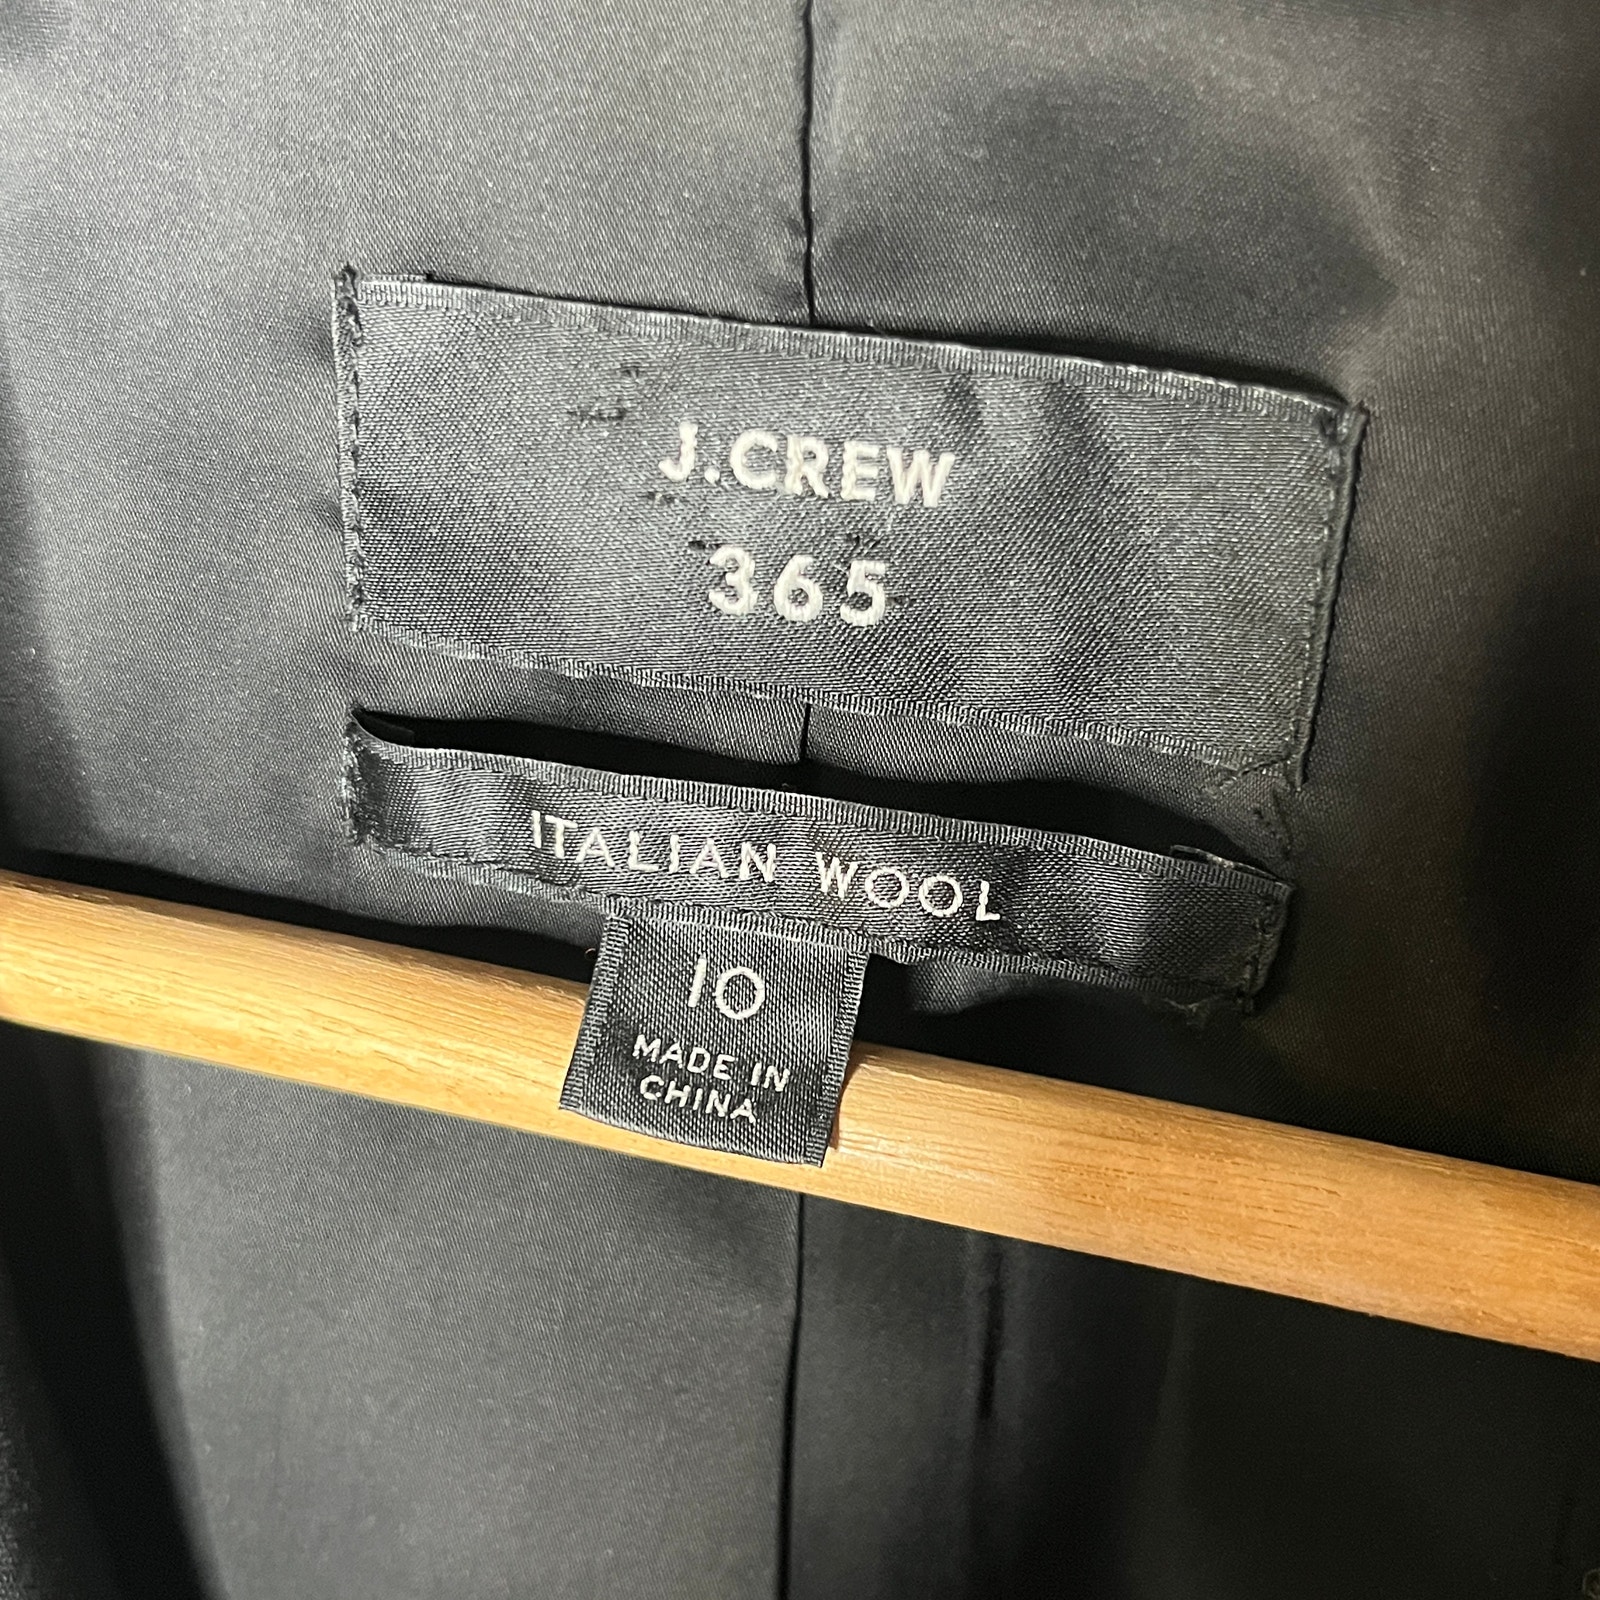 J.CREW
365
ITALIAN WOOL
10
MADE IN
CHINA